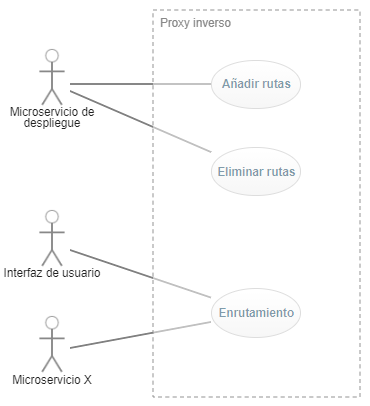 Proxy inverso
Añadir rutas
Microservicio de
despliegue
Eliminar rutas
Interfaz de usuario
Enrutamiento
Microservicio X